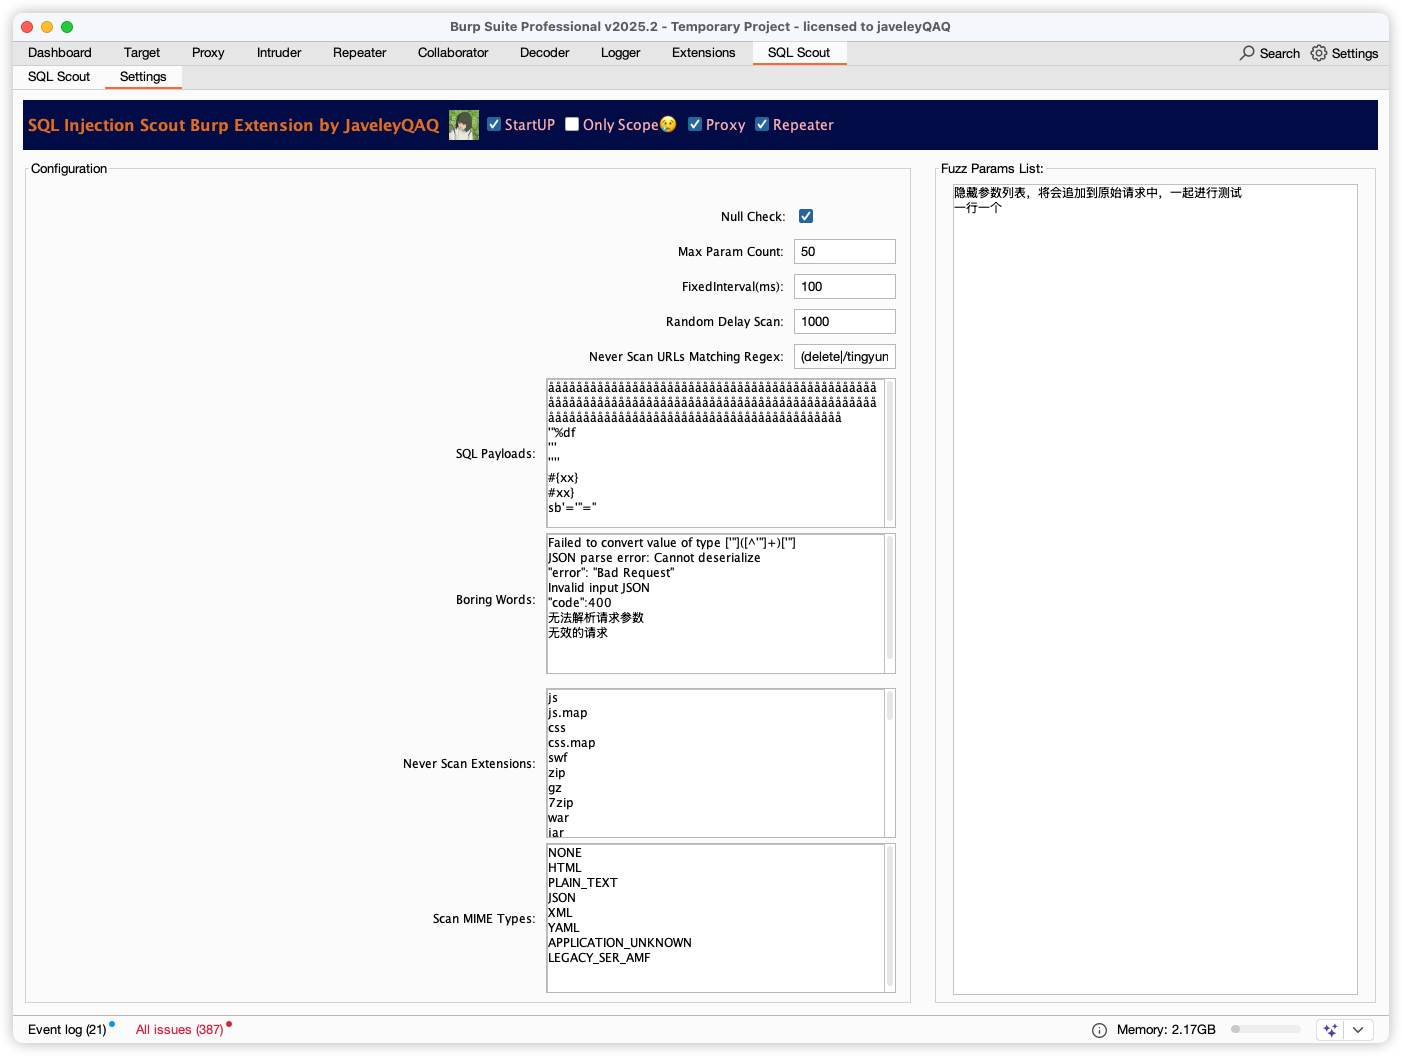 Burp Suite Professional v2025.2 - Temporary Project - licensed to javeleyQAQ
Dashboard Target Proxy Intruder Repeater Collaborator Decoder Logger Extensions SQL Scout Search Settings
SQL Scout Settings
SQL Injection Scout Burp Extension by JaveleyQAQ StartUP Only Scope😢 Proxy Repeater
Configuration
Null Check:
Max Param Count: 50
FixedInterval(ms): 100
Random Delay Scan: 1000
Never Scan URLs Matching Regex: (delete|/tingyun
SQL Payloads:
'"%df
'''
''''
#{xx}
#xx}
sb'='"="
Boring Words:
Failed to convert value of type ['"]([^'"]+)['"]
JSON parse error: Cannot deserialize
"error": "Bad Request"
Invalid input JSON
"code":400
无法解析请求参数
无效的请求
Never Scan Extensions:
js
js.map
css
css.map
swf
zip
gz
7zip
war
jar
Scan MIME Types:
NONE
HTML
PLAIN_TEXT
JSON
XML
YAML
APPLICATION_UNKNOWN
LEGACY_SER_AMF
Fuzz Params List:
隐藏参数列表，将会追加到原始请求中，一起进行测试
一行一个
Event log (21) All issues (387) Memory: 2.17GB